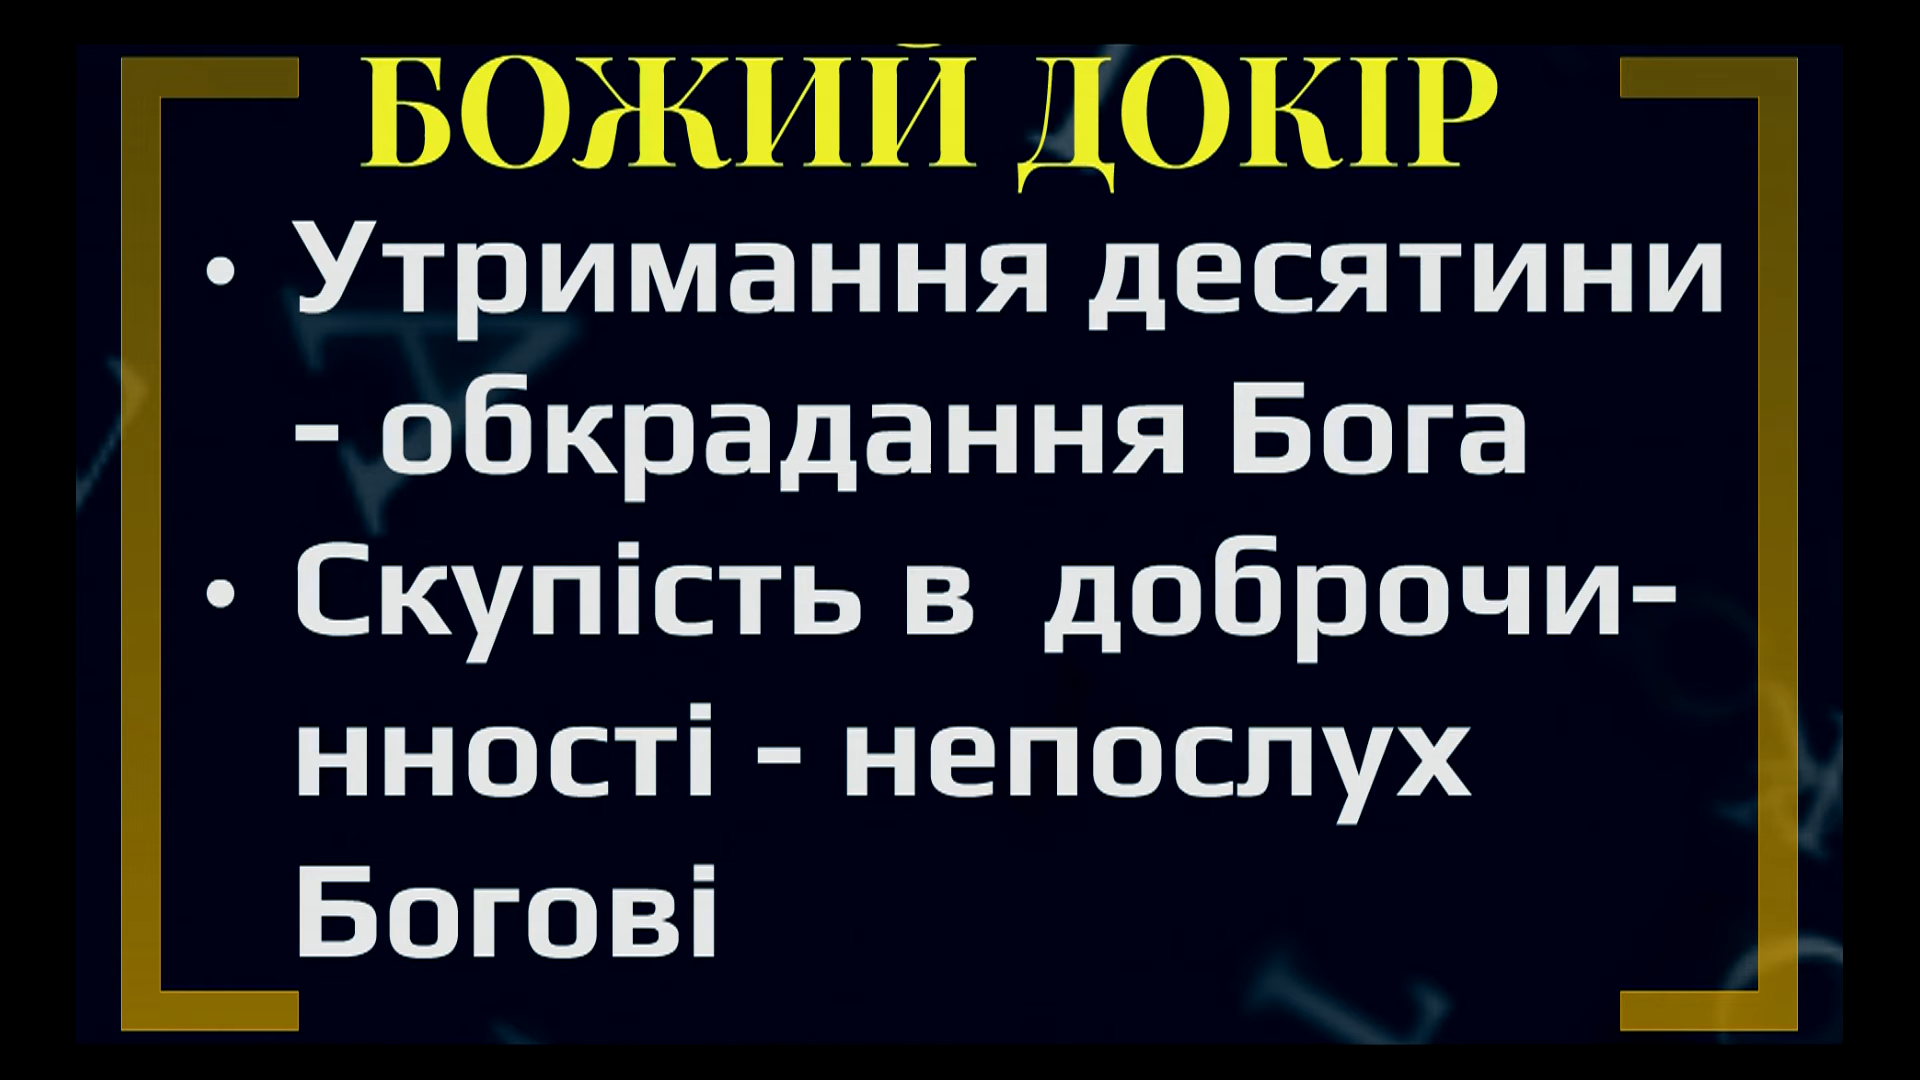 БОЖИЙ ДОКІР
• Утримання десятини
- обкрадання Бога
• Скупість в доброчи-
нності - непослух
Богові